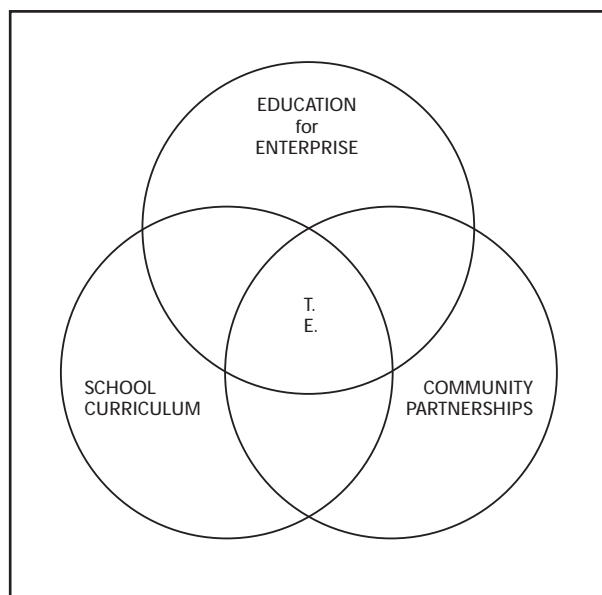 EDUCATION
for
ENTERPRISE
T.
E.
SCHOOL
CURRICULUM
COMMUNITY
PARTNERSHIPS